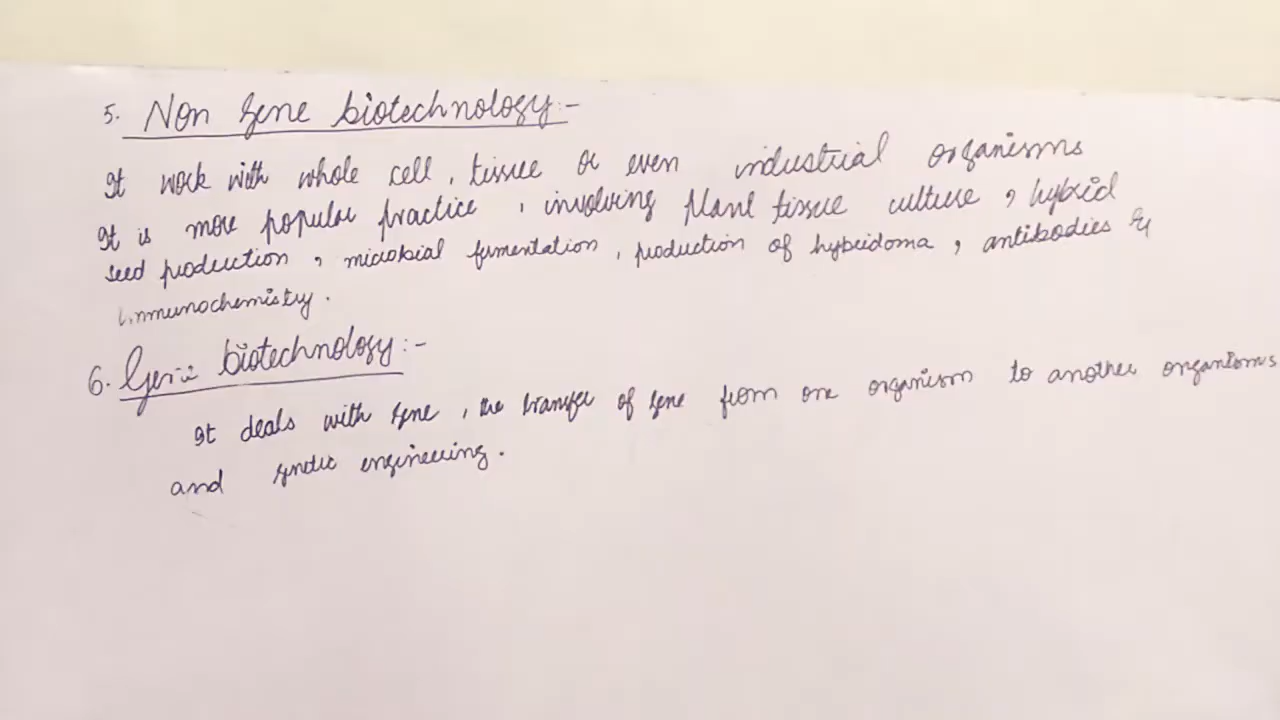 5. Non Gene biotechnology:-
It work with whole cell, tissue or even industrial organisms
It is more popular practice, involving plant tissue culture, hybrid
seed production, microbial fermentation, production of hybridoma, antibodies &
immunochemistry.
6. Gene biotechnology:-
It deals with gene, the transfer of gene from one organism to another organisms
and genetic engineering.